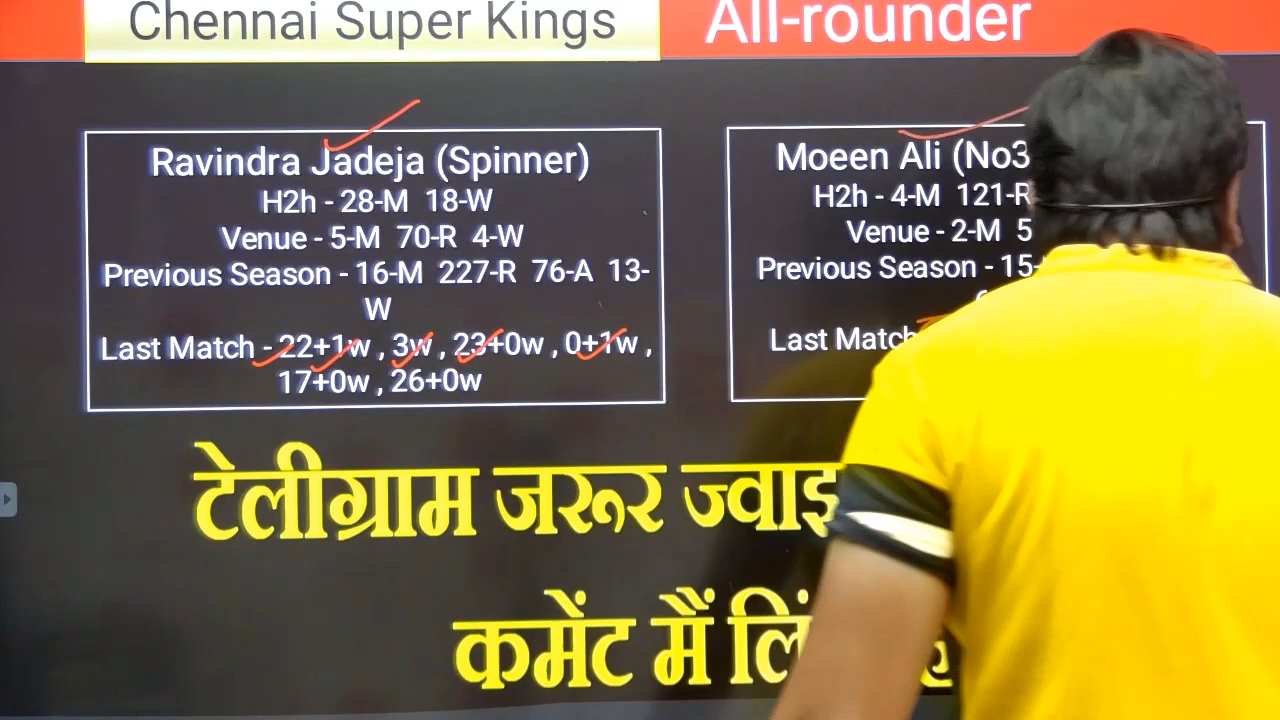 Chennai Super Kings
All-rounder
Ravindra Jadeja (Spinner)
H2h - 28-M 18-W
Venue - 5-M 70-R 4-W
Previous Season - 16-M 227-R 76-A 13-
W
Last Match - 22+1w , 3w , 23+0w , 0+1w ,
17+0w , 26+0w
Moeen Ali (No3
H2h - 4-M 121-R
Venue - 2-M 5
Previous Season - 15-
Last Match
टेलीग्राम जरूर
कमेंट में